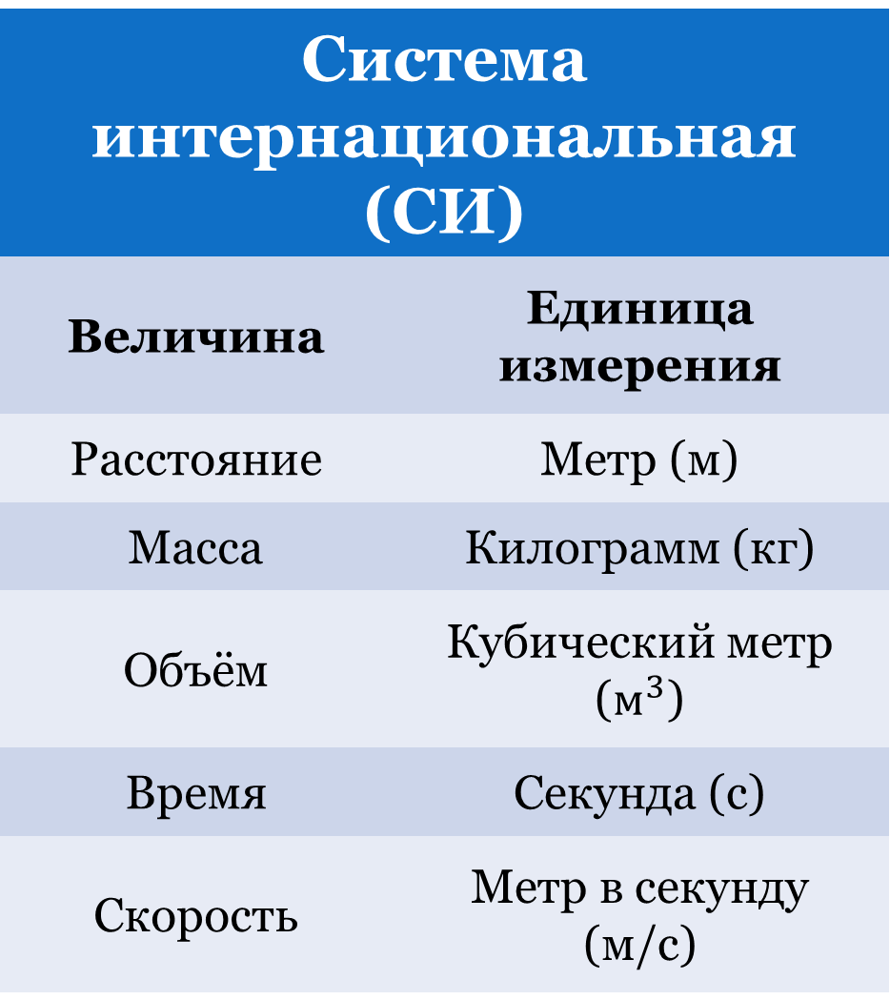 Система
интернациональная
(СИ)
Величина
Единица
измерения
Расстояние
Метр (м)
Масса
Килограмм (кг)
Объём
Кубический метр
(м³)
Время
Секунда (с)
Скорость
Метр в секунду
(м/с)